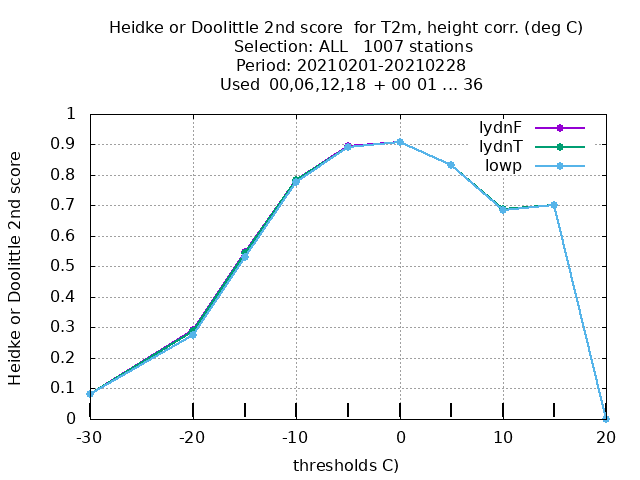 Heidke or Doolittle 2nd score  for T2m, height corr. (deg C)
Selection: ALL   1007 stations
Period: 20210201-20210228
Used  00,06,12,18  + 00 01 ... 36
Heidke or Doolittle 2nd score
1
0.9
0.8
0.7
0.6
0.5
0.4
0.3
0.2
0.1
0
lydnF
lydnT
lowp
-30 -20 -10 0 10 20
thresholds C)